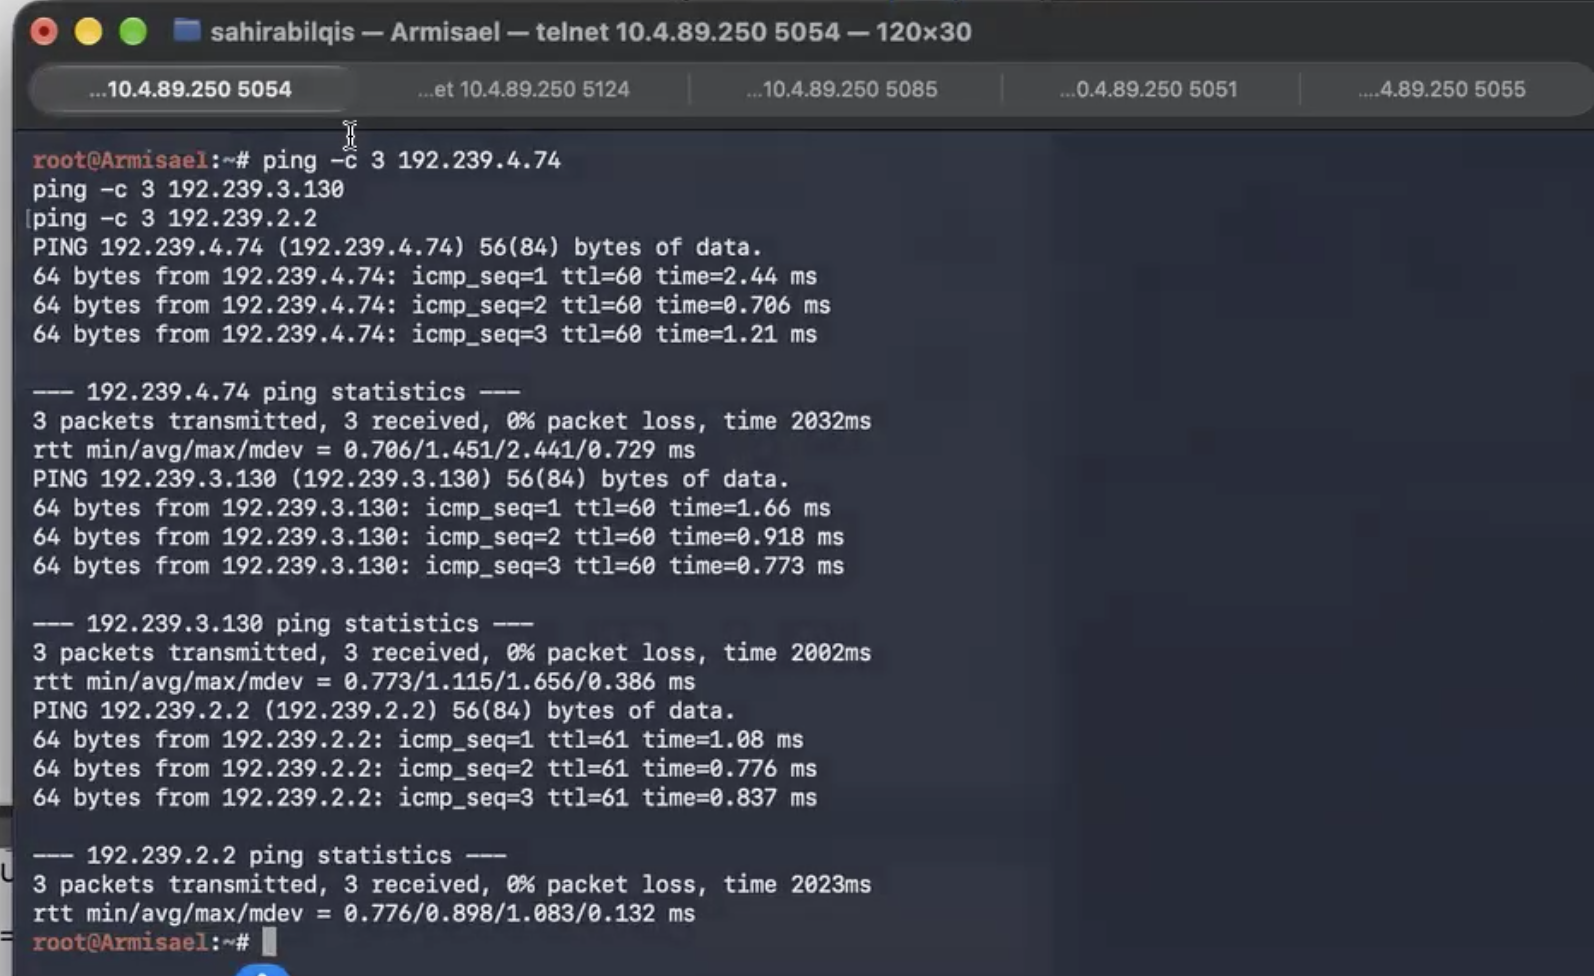 sahirabilqis — Armisael — telnet 10.4.89.250 5054 — 120×30
...10.4.89.250 5054 ...et 10.4.89.250 5124 ...10.4.89.250 5085 ...0.4.89.250 5051 ....4.89.250 5055
root@Armisael:~# ping -c 3 192.239.4.74
ping -c 3 192.239.3.130
[ping -c 3 192.239.2.2
PING 192.239.4.74 (192.239.4.74) 56(84) bytes of data.
64 bytes from 192.239.4.74: icmp_seq=1 ttl=60 time=2.44 ms
64 bytes from 192.239.4.74: icmp_seq=2 ttl=60 time=0.706 ms
64 bytes from 192.239.4.74: icmp_seq=3 ttl=60 time=1.21 ms
--- 192.239.4.74 ping statistics ---
3 packets transmitted, 3 received, 0% packet loss, time 2032ms
rtt min/avg/max/mdev = 0.706/1.451/2.441/0.729 ms
PING 192.239.3.130 (192.239.3.130) 56(84) bytes of data.
64 bytes from 192.239.3.130: icmp_seq=1 ttl=60 time=1.66 ms
64 bytes from 192.239.3.130: icmp_seq=2 ttl=60 time=0.918 ms
64 bytes from 192.239.3.130: icmp_seq=3 ttl=60 time=0.773 ms
--- 192.239.3.130 ping statistics ---
3 packets transmitted, 3 received, 0% packet loss, time 2002ms
rtt min/avg/max/mdev = 0.773/1.115/1.656/0.386 ms
PING 192.239.2.2 (192.239.2.2) 56(84) bytes of data.
64 bytes from 192.239.2.2: icmp_seq=1 ttl=61 time=1.08 ms
64 bytes from 192.239.2.2: icmp_seq=2 ttl=61 time=0.776 ms
64 bytes from 192.239.2.2: icmp_seq=3 ttl=61 time=0.837 ms
--- 192.239.2.2 ping statistics ---
3 packets transmitted, 3 received, 0% packet loss, time 2023ms
rtt min/avg/max/mdev = 0.776/0.898/1.083/0.132 ms
root@Armisael:~#